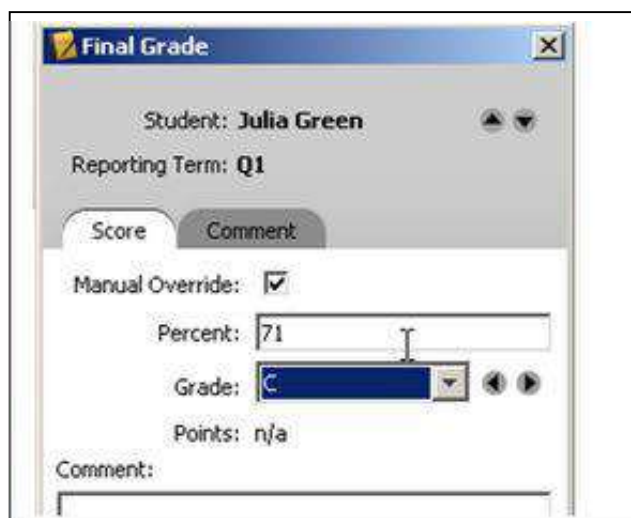 Final Grade
Student: Julia Green
Reporting Term: Q1
Score Comment
Manual Override:
Percent: 71
Grade: C
Points: n/a
Comment: